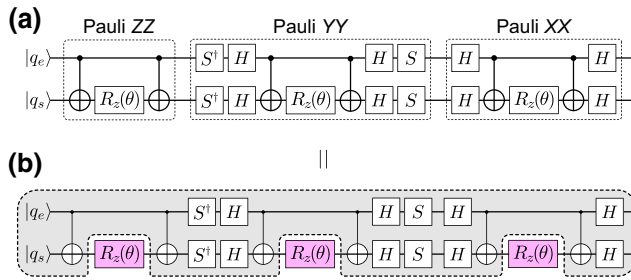 (a)
Pauli ZZ Pauli YY Pauli XX
|q_e⟩ S† H H S H H
|q_s⟩ R_z(θ) S† H R_z(θ) H S H R_z(θ) H
||
(b)
|q_e⟩ S† H H S H H
|q_s⟩ R_z(θ) S† H R_z(θ) H S H R_z(θ) H